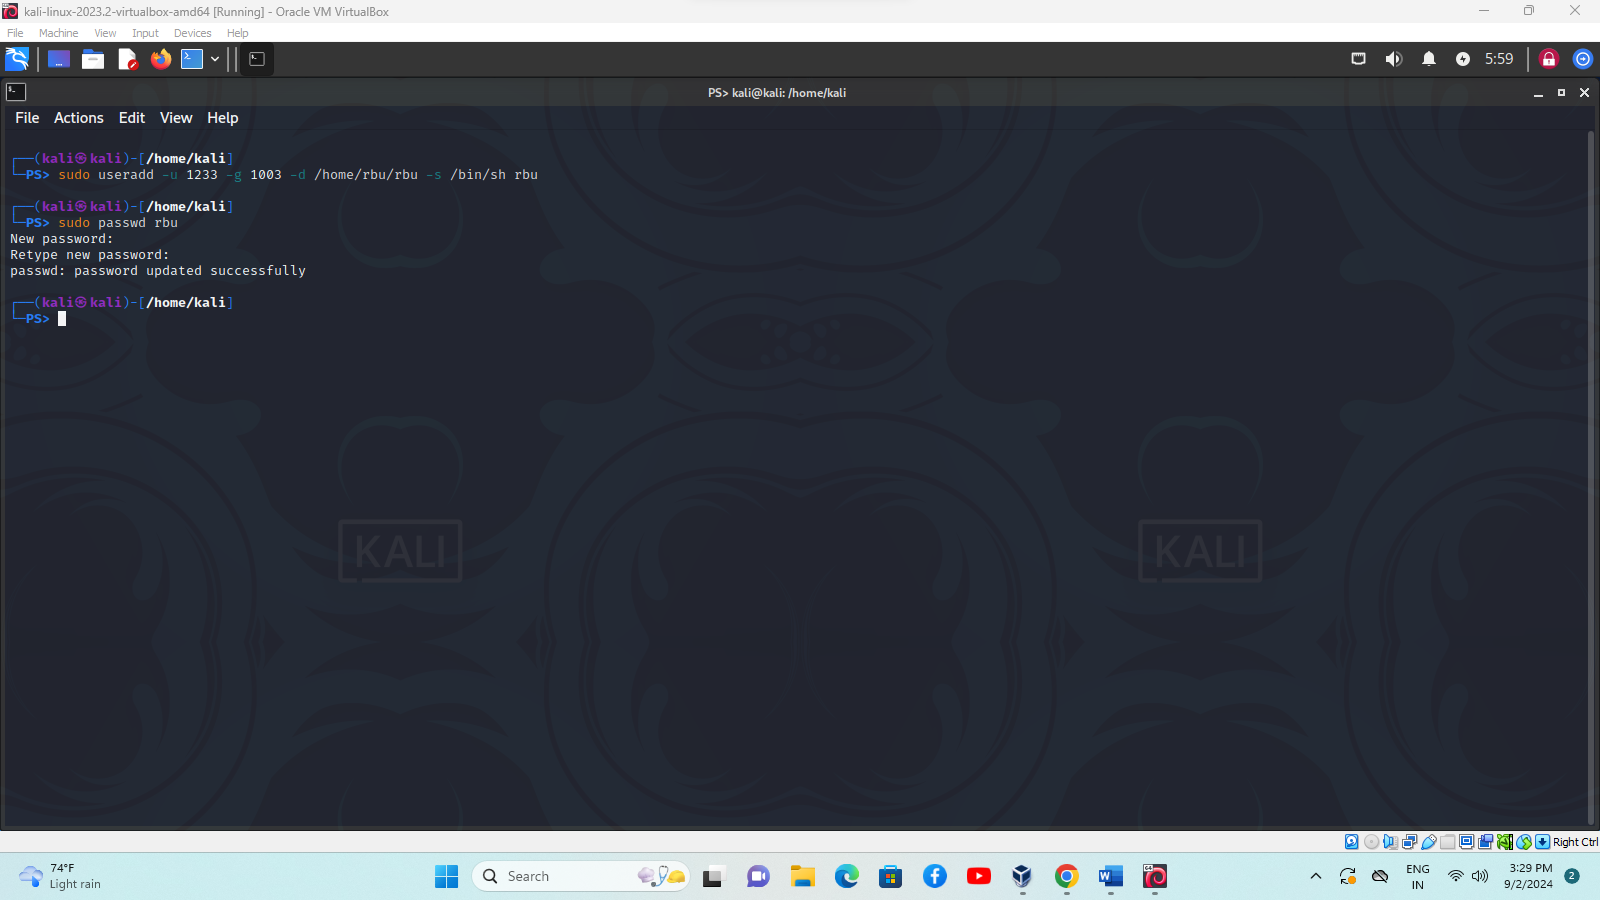 kali-linux-2023.2-virtualbox-amd64 [Running] - Oracle VM VirtualBox
File Machine View Input Devices Help
5:59
PS> kali@kali: /home/kali
File Actions Edit View Help
┌──(kali㉿kali)-[/home/kali]
└─PS> sudo useradd -u 1233 -g 1003 -d /home/rbu/rbu -s /bin/sh rbu
┌──(kali㉿kali)-[/home/kali]
└─PS> sudo passwd rbu
New password:
Retype new password:
passwd: password updated successfully
┌──(kali㉿kali)-[/home/kali]
└─PS>
KALI KALI
Right Ctrl
74°F
Light rain
Search
ENG
IN
3:29 PM
9/2/2024
2